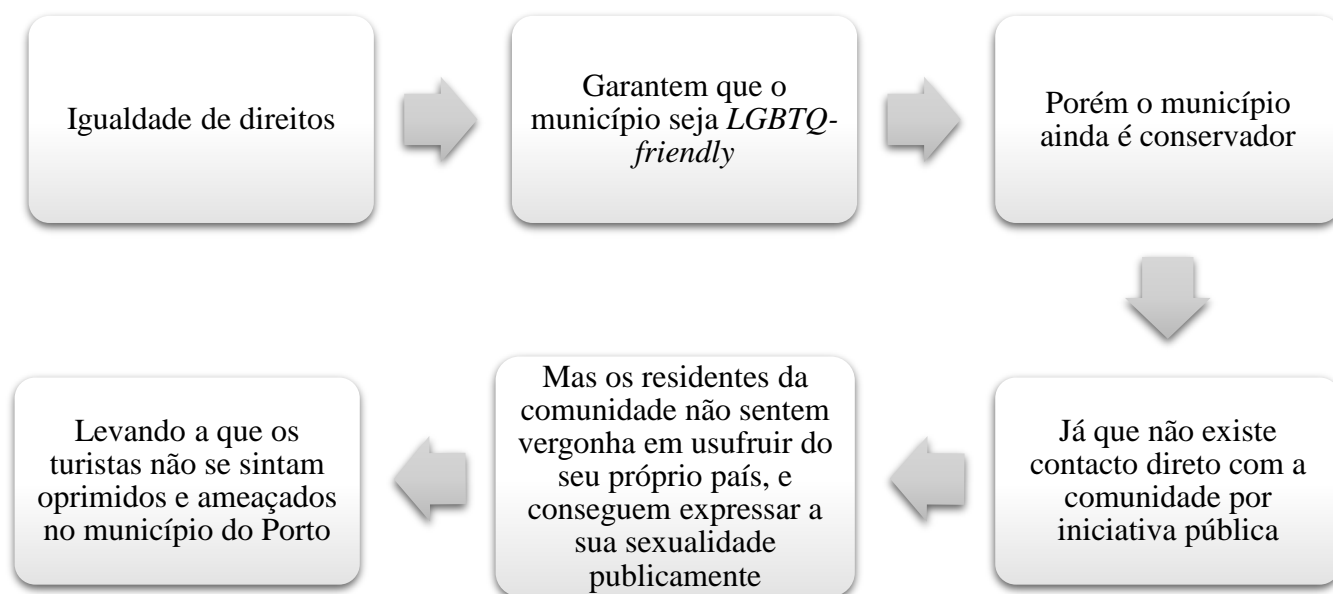 Igualdade de direitos
Garantem que o
município seja LGBTQ-
friendly
Porém o município
ainda é conservador
Já que não existe
contacto direto com a
comunidade por
iniciativa pública
Mas os residentes da
comunidade não sentem
vergonha em usufruir do
seu próprio país, e
conseguem expressar a
sua sexualidade
publicamente
Levando a que os
turistas não se sintam
oprimidos e ameaçados
no município do Porto